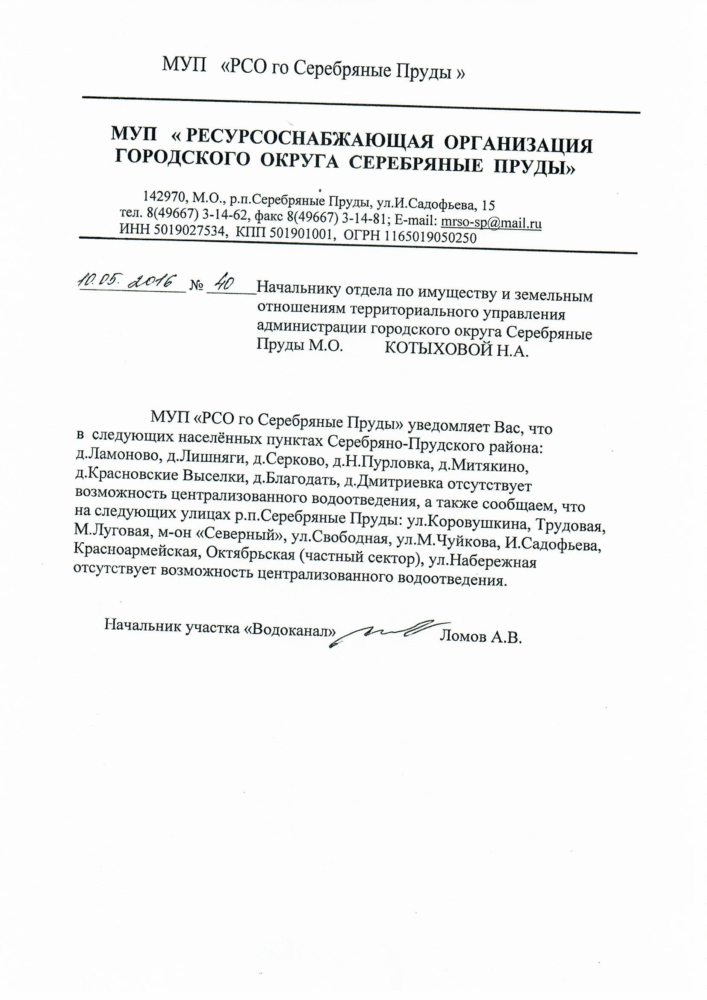 МУП «РСО го Серебряные Пруды »
МУП « РЕСУРСОСНАБЖАЮЩАЯ ОРГАНИЗАЦИЯ
ГОРОДСКОГО ОКРУГА СЕРЕБРЯНЫЕ ПРУДЫ»
142970, М.О., р.п.Серебряные Пруды, ул.И.Садофьева, 15
тел. 8(49667) 3-14-62, факс 8(49667) 3-14-81; E-mail: mrso-sp@mail.ru
ИНН 5019027534, КПП 501901001, ОГРН 1165019050250
10.05. 2016 № 40 Начальнику отдела по имуществу и земельным
отношениям территориального управления
администрации городского округа Серебряные
Пруды М.О. КОТЫХОВОЙ Н.А.
МУП «РСО го Серебряные Пруды» уведомляет Вас, что
в следующих населённых пунктах Серебряно-Прудского района:
д.Ламоново, д.Лишняги, д.Серково, д.Н.Пурловка, д.Митякино,
д.Красновские Выселки, д.Благодать, д.Дмитриевка отсутствует
возможность централизованного водоотведения, а также сообщаем, что
на следующих улицах р.п.Серебряные Пруды: ул.Коровушкина, Трудовая,
М.Луговая, м-он «Северный», ул.Свободная, ул.М.Чуйкова, И.Садофьева,
Красноармейская, Октябрьская (частный сектор), ул.Набережная
отсутствует возможность централизованного водоотведения.
Начальник участка «Водоканал» Ломов А.В.